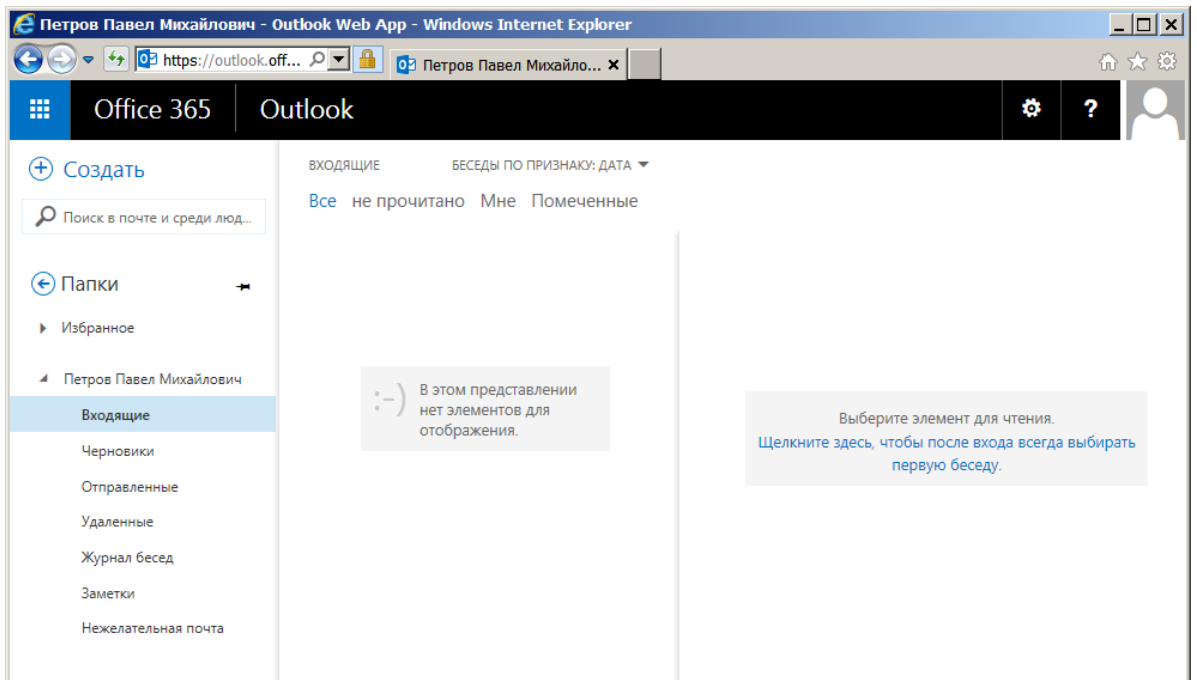 Петров Павел Михайлович - Outlook Web App - Windows Internet Explorer
https://outlook.off...
Петров Павел Михайло...
Office 365
Outlook
?
Создать
Поиск в почте и среди люд...
Папки
Избранное
Петров Павел Михайлович
Входящие
Черновики
Отправленные
Удаленные
Журнал бесед
Заметки
Нежелательная почта
ВХОДЯЩИЕ
БЕСЕДЫ ПО ПРИЗНАКУ: ДАТА
Все не прочитано Мне Помеченные
:-)
В этом представлении
нет элементов для
отображения.
Выберите элемент для чтения.
Щелкните здесь, чтобы после входа всегда выбирать
первую беседу.